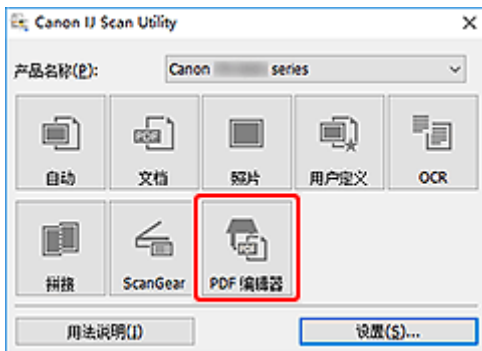 Canon IJ Scan Utility
产品名称(P): Canon series
自动 文档 照片 用户定义 OCR
拼接 ScanGear PDF 编辑器
用法说明(I) 设置(S)...